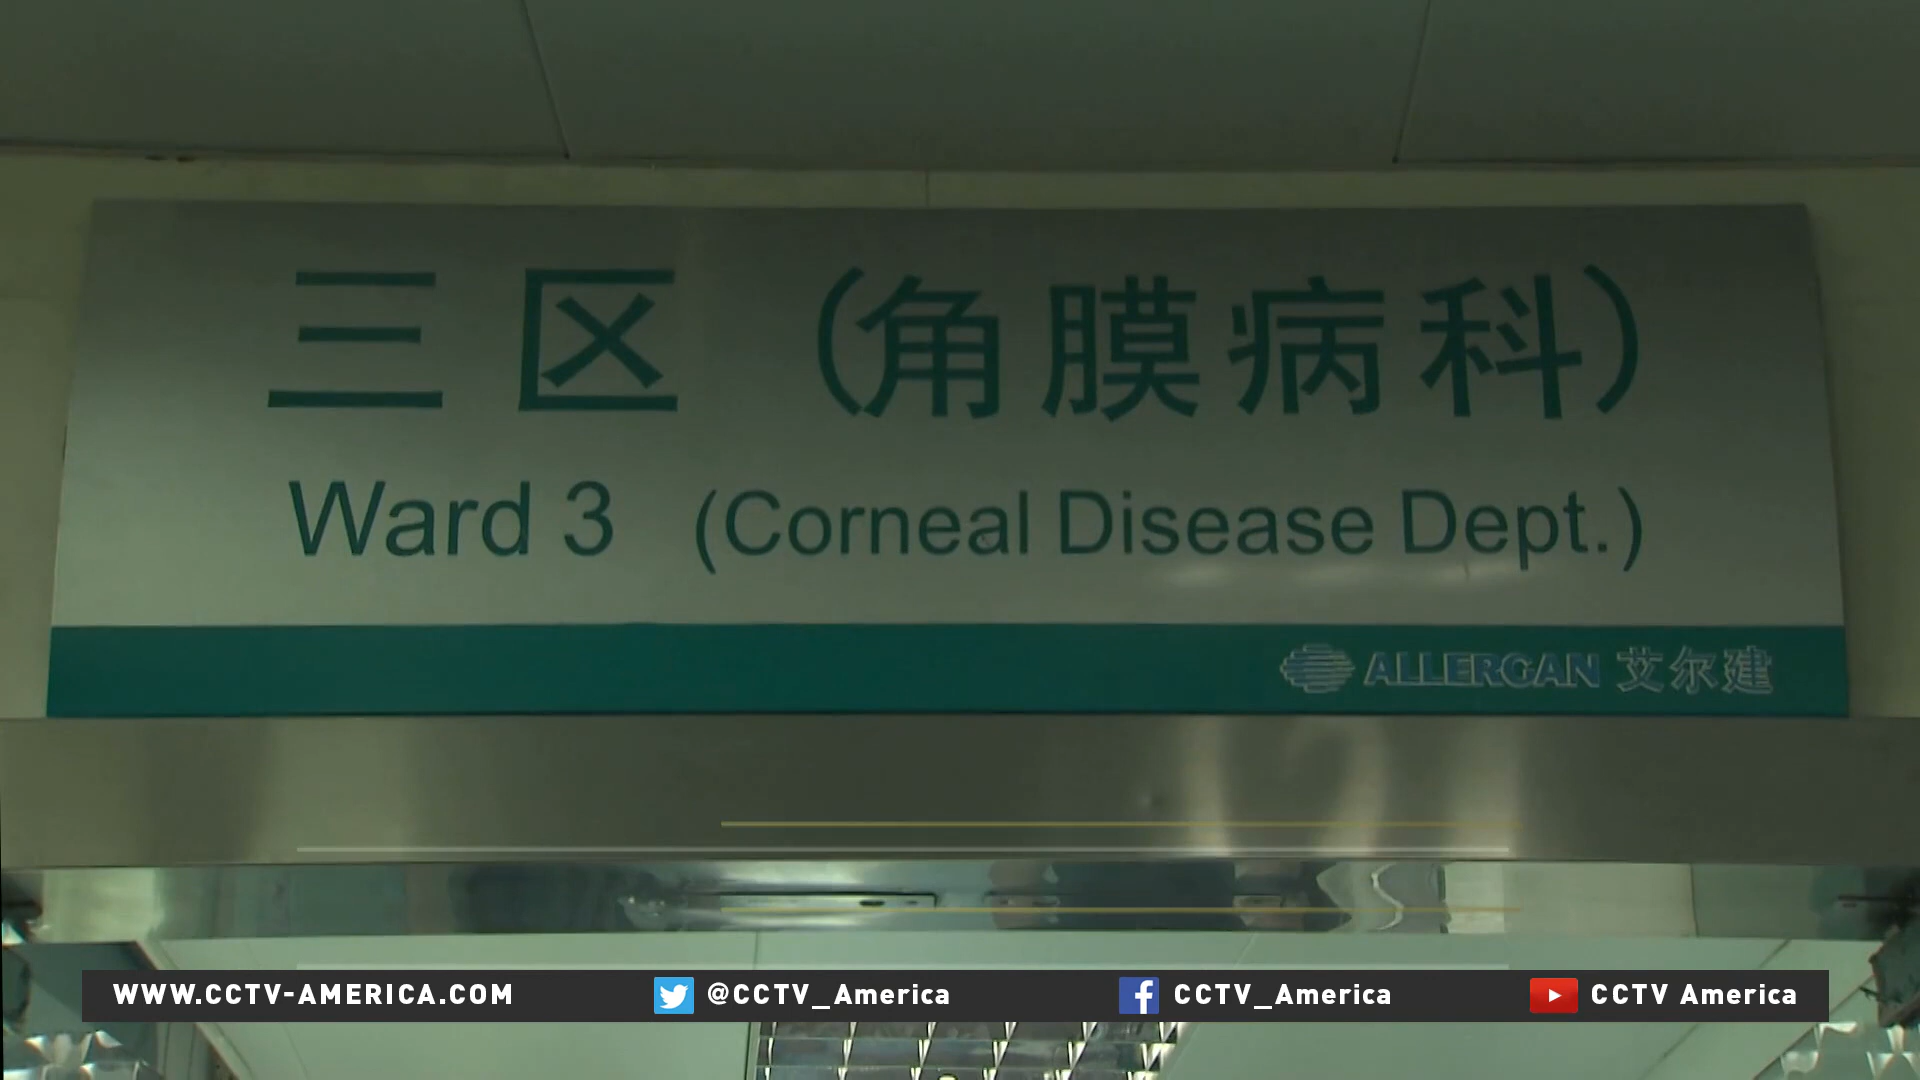 三区 (角膜病科)
Ward 3 (Corneal Disease Dept.)
ALLERGAN 艾尔建
WWW.CCTV-AMERICA.COM @CCTV_America CCTV_America CCTV America